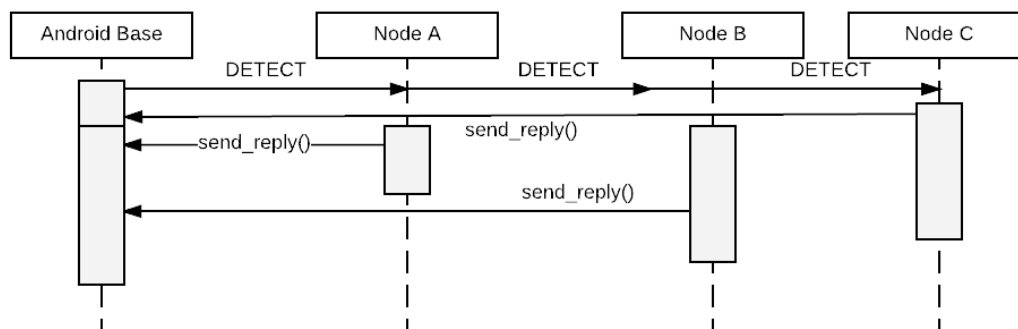 Android Base
Node A
Node B
Node C
DETECT
DETECT
DETECT
send_reply()
send_reply()
send_reply()